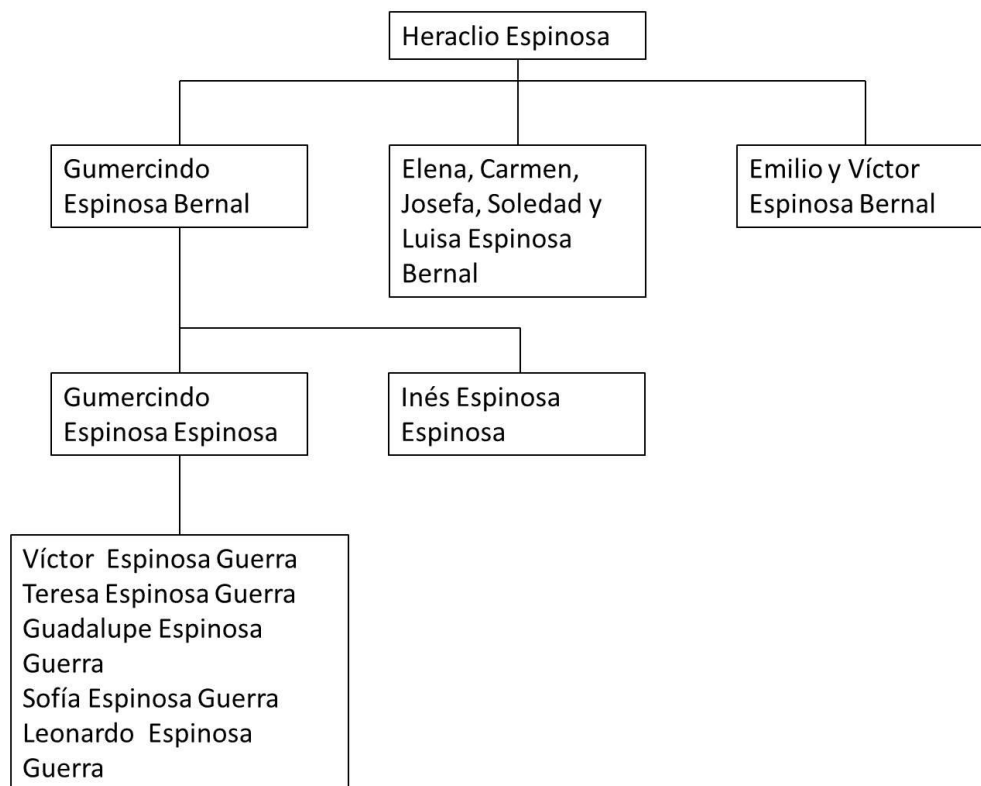 Heraclio Espinosa
Gumercindo
Espinosa Bernal
Elena, Carmen,
Josefa, Soledad y
Luisa Espinosa
Bernal
Emilio y Víctor
Espinosa Bernal
Gumercindo
Espinosa Espinosa
Inés Espinosa
Espinosa
Víctor Espinosa Guerra
Teresa Espinosa Guerra
Guadalupe Espinosa
Guerra
Sofía Espinosa Guerra
Leonardo Espinosa
Guerra